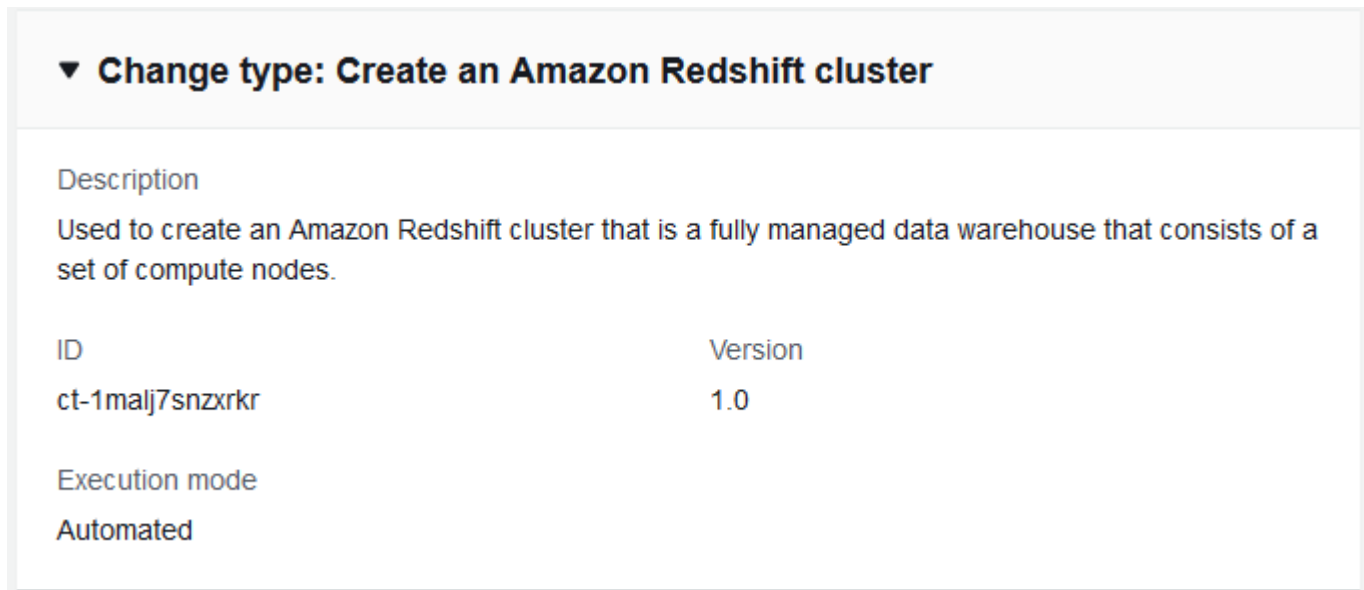 ▼ Change type: Create an Amazon Redshift cluster
Description
Used to create an Amazon Redshift cluster that is a fully managed data warehouse that consists of a
set of compute nodes.
ID
Version
ct-1malj7snzxrkr
1.0
Execution mode
Automated